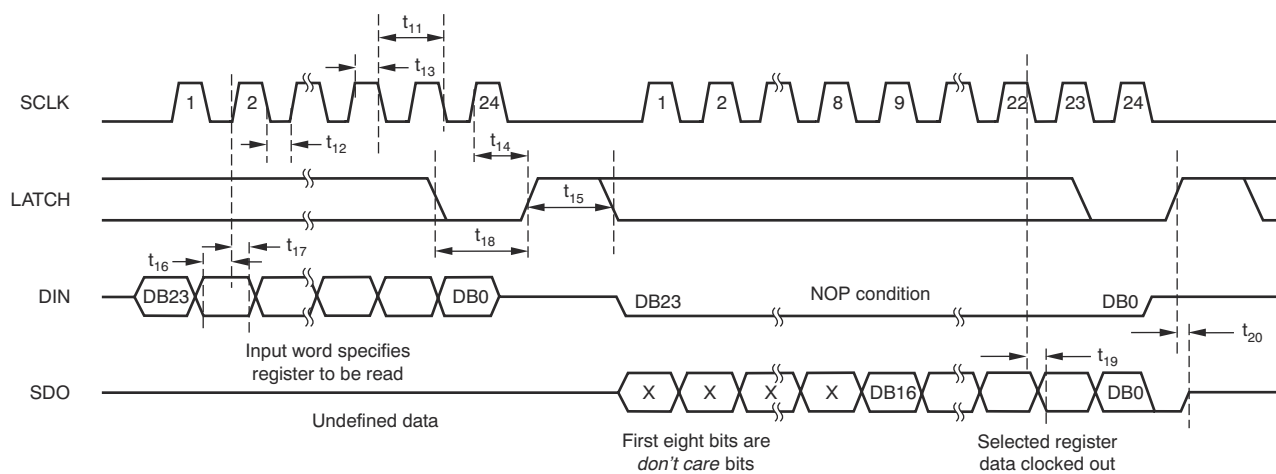 t11
t13
SCLK
1
2
24
1
2
8
9
22
23
24
t12
t14
LATCH
t15
t18
t16
t17
DIN
DB23
DB0
DB23
NOP condition
DB0
t20
Input word specifies
register to be read
t19
SDO
X
X
X
X
DB16
DB0
Undefined data
First eight bits are
don't care bits
Selected register
data clocked out